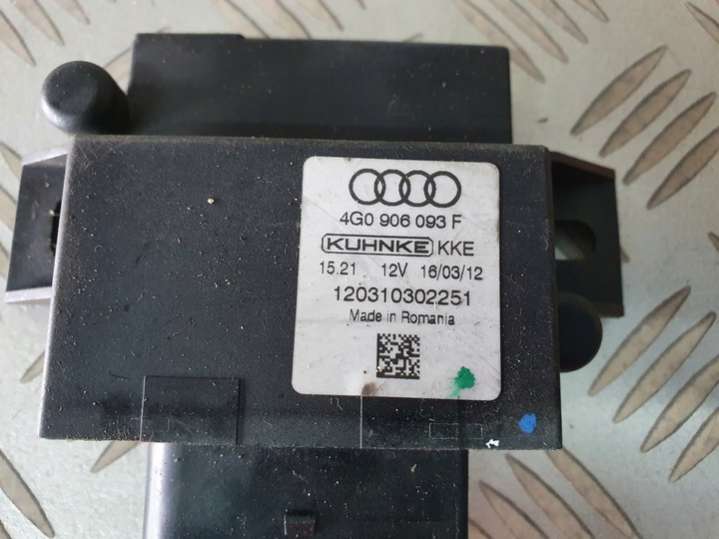 4G0 906 093 F
KUHNKE KKE
15.21 12V 16/03/12
120310302251
Made in Romania